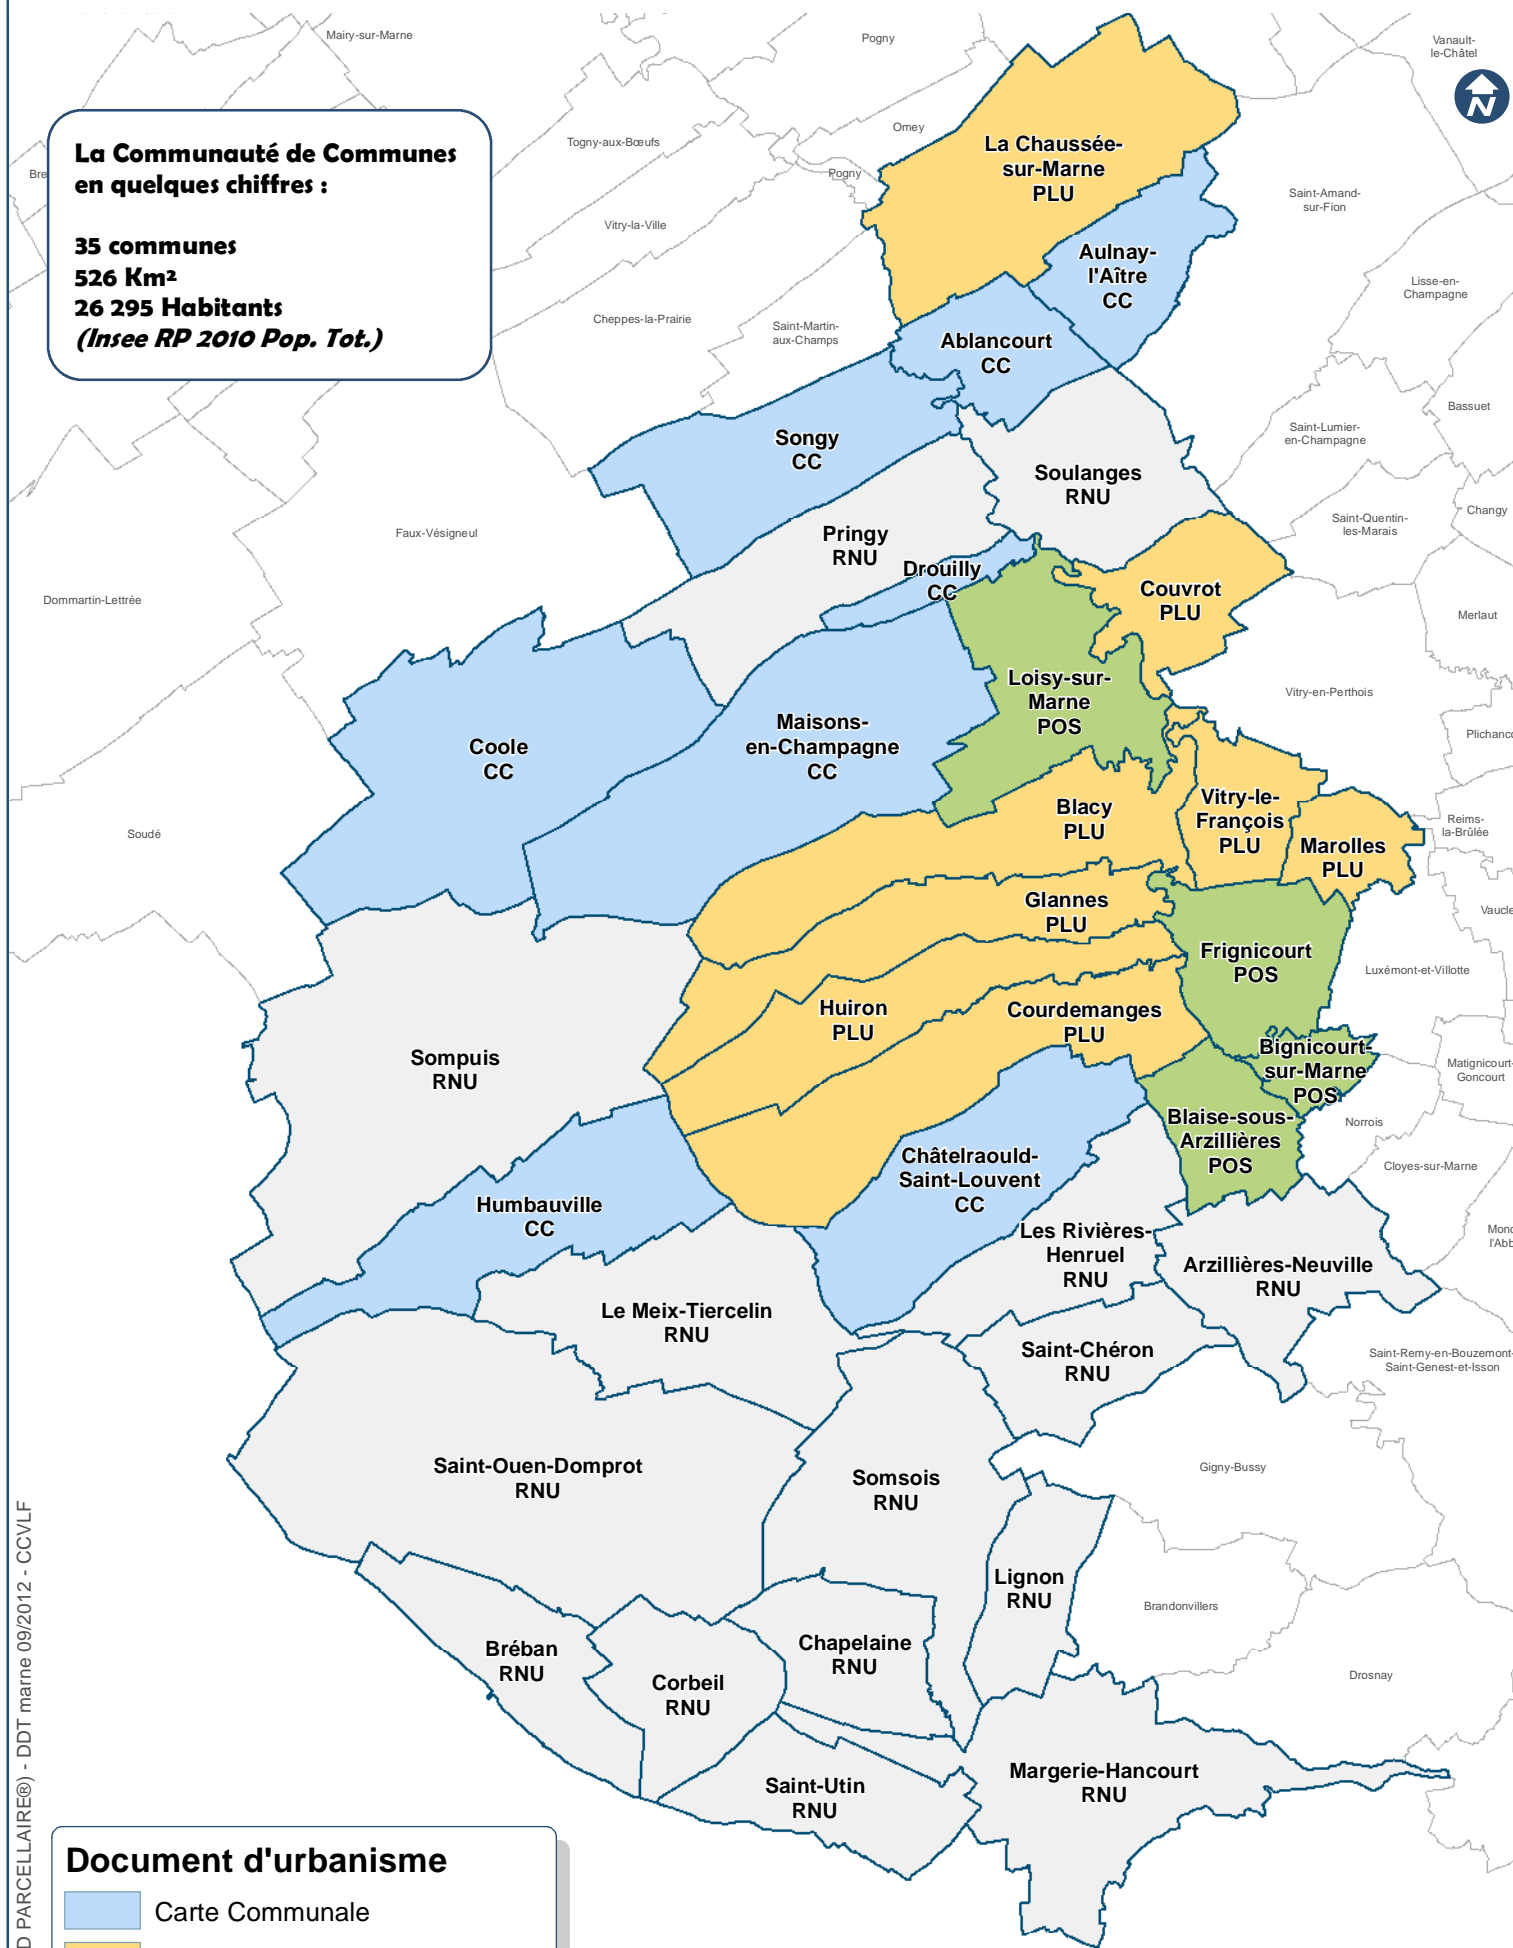 Mairy-sur-Marne
Pogny
Vanault-
le-Châtel
N
La Communauté de Communes
en quelques chiffres :
35 communes
526 Km²
26 295 Habitants
(Insee RP 2010 Pop. Tot.)
Bre
Togny-aux-Bœufs
Omey
Pogny
La Chaussée-
sur-Marne
PLU
Saint-Amand-
sur-Fion
Vitry-la-Ville
Aulnay-
l'Aître
CC
Lisse-en-
Champagne
Cheppes-la-Prairie
Saint-Martin-
aux-Champs
Ablancourt
CC
Bassuet
Songy
CC
Saint-Lumier-
en-Champagne
Soulanges
RNU
Changy
Saint-Quentin-
les-Marais
Faux-Vésigneul
Pringy
RNU
Drouilly
CC
Couvrot
PLU
Dommartin-Lettrée
Merlaut
Loisy-sur-
Marne
POS
Vitry-en-Perthois
Plichanc
Coole
CC
Maisons-
en-Champagne
CC
Soudé
Blacy
PLU
Vitry-le-
François
PLU
Marolles
PLU
Reims-
la-Brûlée
Glannes
PLU
Vaucle
Frignicourt
POS
Luxémont-et-Villotte
Huiron
PLU
Courdemanges
PLU
Sompuis
RNU
Bignicourt-
sur-Marne
POS
Matignicourt-
Goncourt
Blaise-sous-
Arzillières
POS
Norrois
Cloyes-sur-Marne
Châtelraould-
Saint-Louvent
CC
Humbauville
CC
Les Rivières-
Henruel
RNU
Arzillières-Neuville
RNU
Monc
l'Abb
Le Meix-Tiercelin
RNU
Saint-Chéron
RNU
Saint-Remy-en-Bouzemont-
Saint-Genest-et-Isson
Saint-Ouen-Domprot
RNU
Somsois
RNU
Gigny-Bussy
Lignon
RNU
Brandonvillers
Bréban
RNU
Corbeil
RNU
Chapelaine
RNU
Drosnay
Saint-Utin
RNU
Margerie-Hancourt
RNU
D PARCELLAIRE®) - DDT marne 09/2012 - CCVLF
Document d'urbanisme
Carte Communale